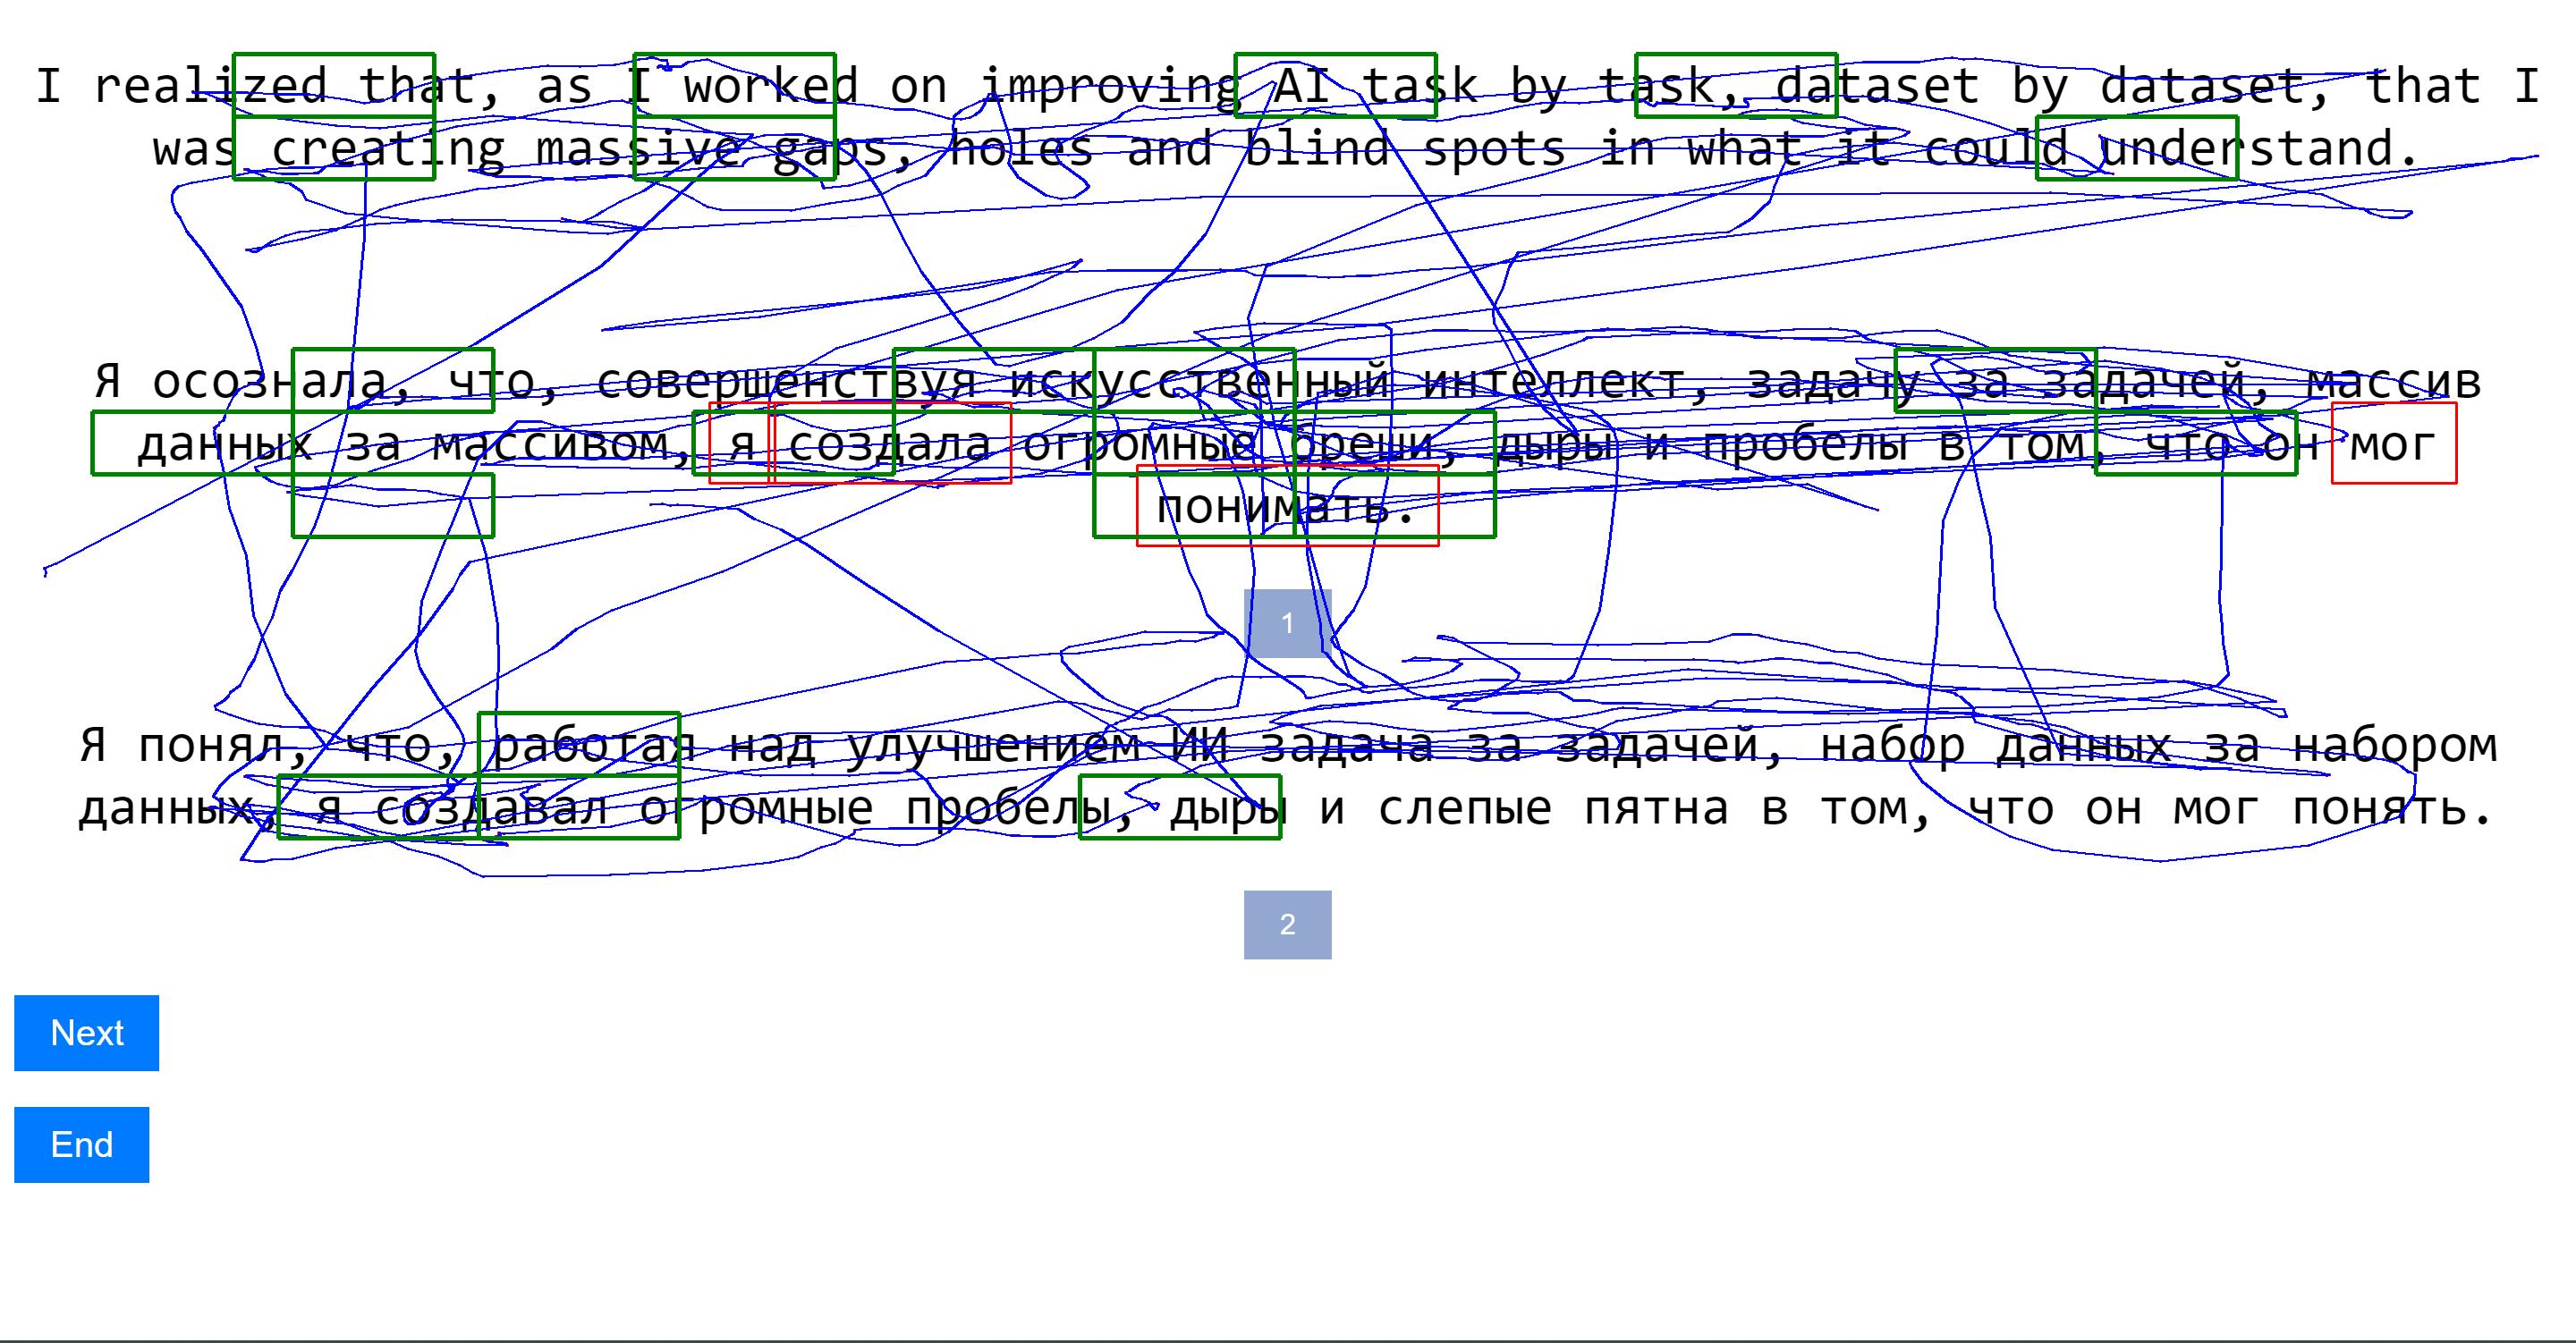 I realized that, as I worked on improving AI task by task, dataset by dataset, that I
was creating massive gaps, holes and blind spots in what it could understand.
Я осознала, что, совершенствуя искусственный интеллект, задачу за задачей, массив
данных за массивом, я создала огромные бреши, дыры и пробелы в том, что он мог
понимать.
1
Я понял, что, работая над улучшением ИИ задача за задачей, набор данных за набором
данных, я создавал огромные пробелы, дыры и слепые пятна в том, что он мог понять.
2
Next
End